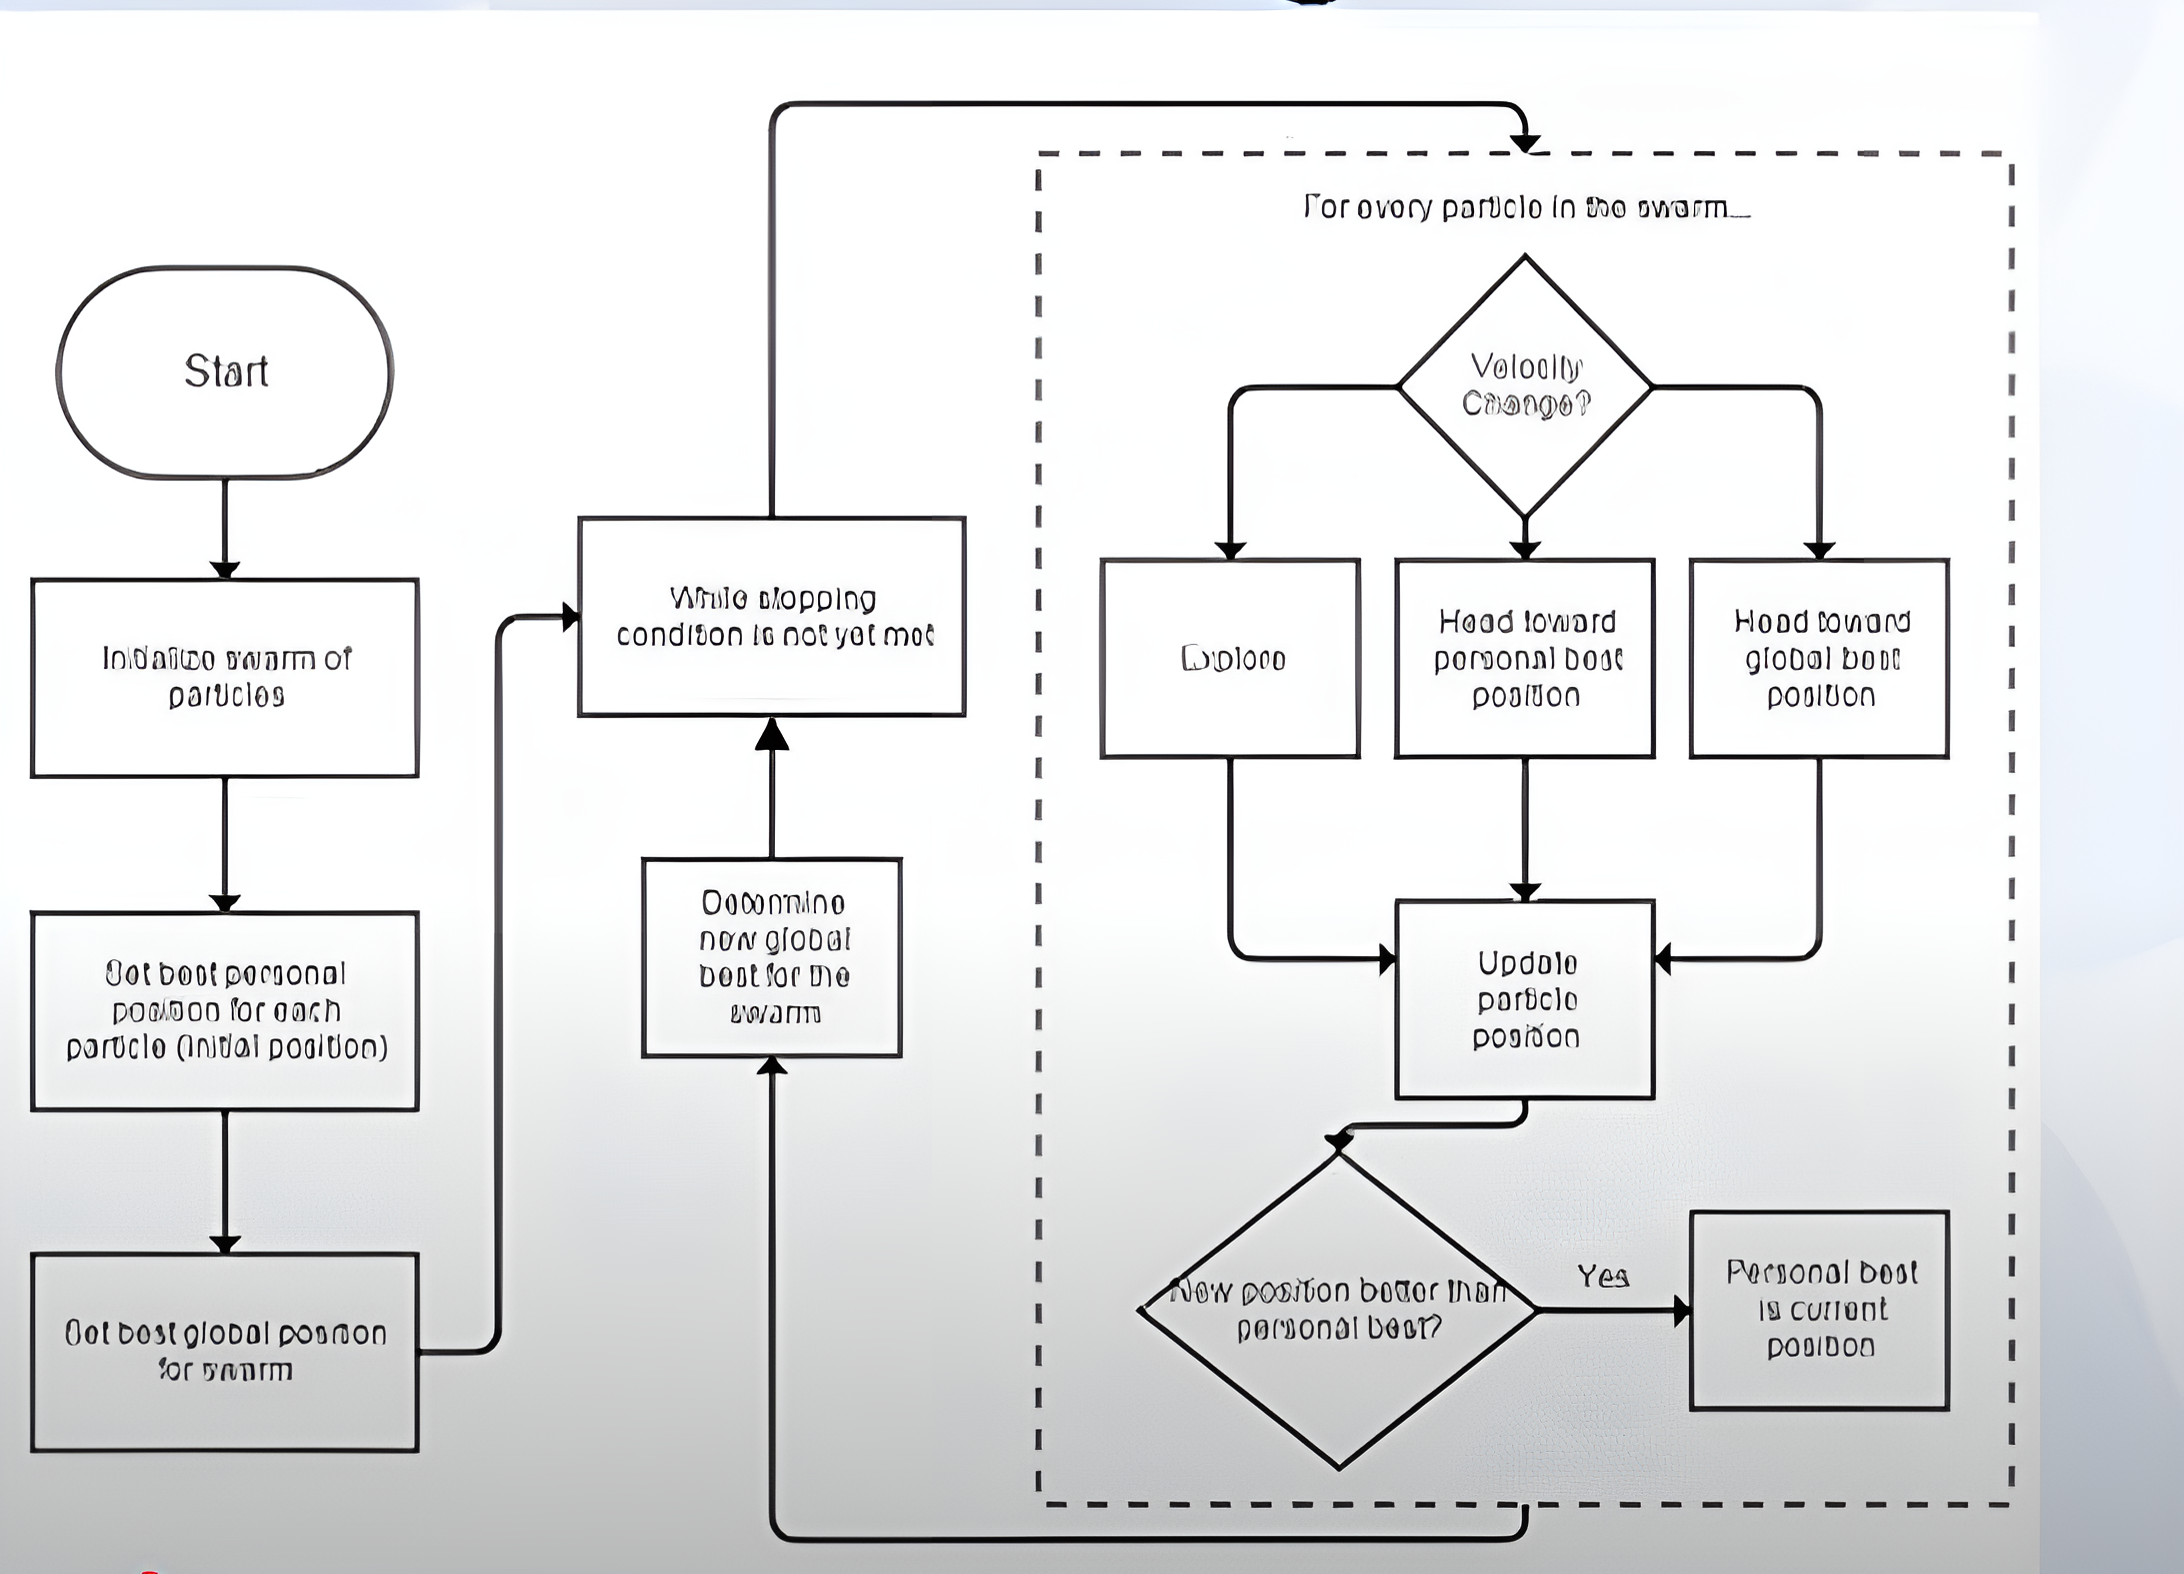 Start
Initialize swarm of
particles
Set best personal
position for each
particle (initial position)
Set best global position
for swarm
While stopping
condition is not yet met
Determine
new global
best for the
swarm
For every particle in the swarm...
Velocity
Change?
Explore
Head toward
personal best
position
Head toward
global best
position
Update
particle
position
New position better than
personal best?
Yes
Personal best
is current
position